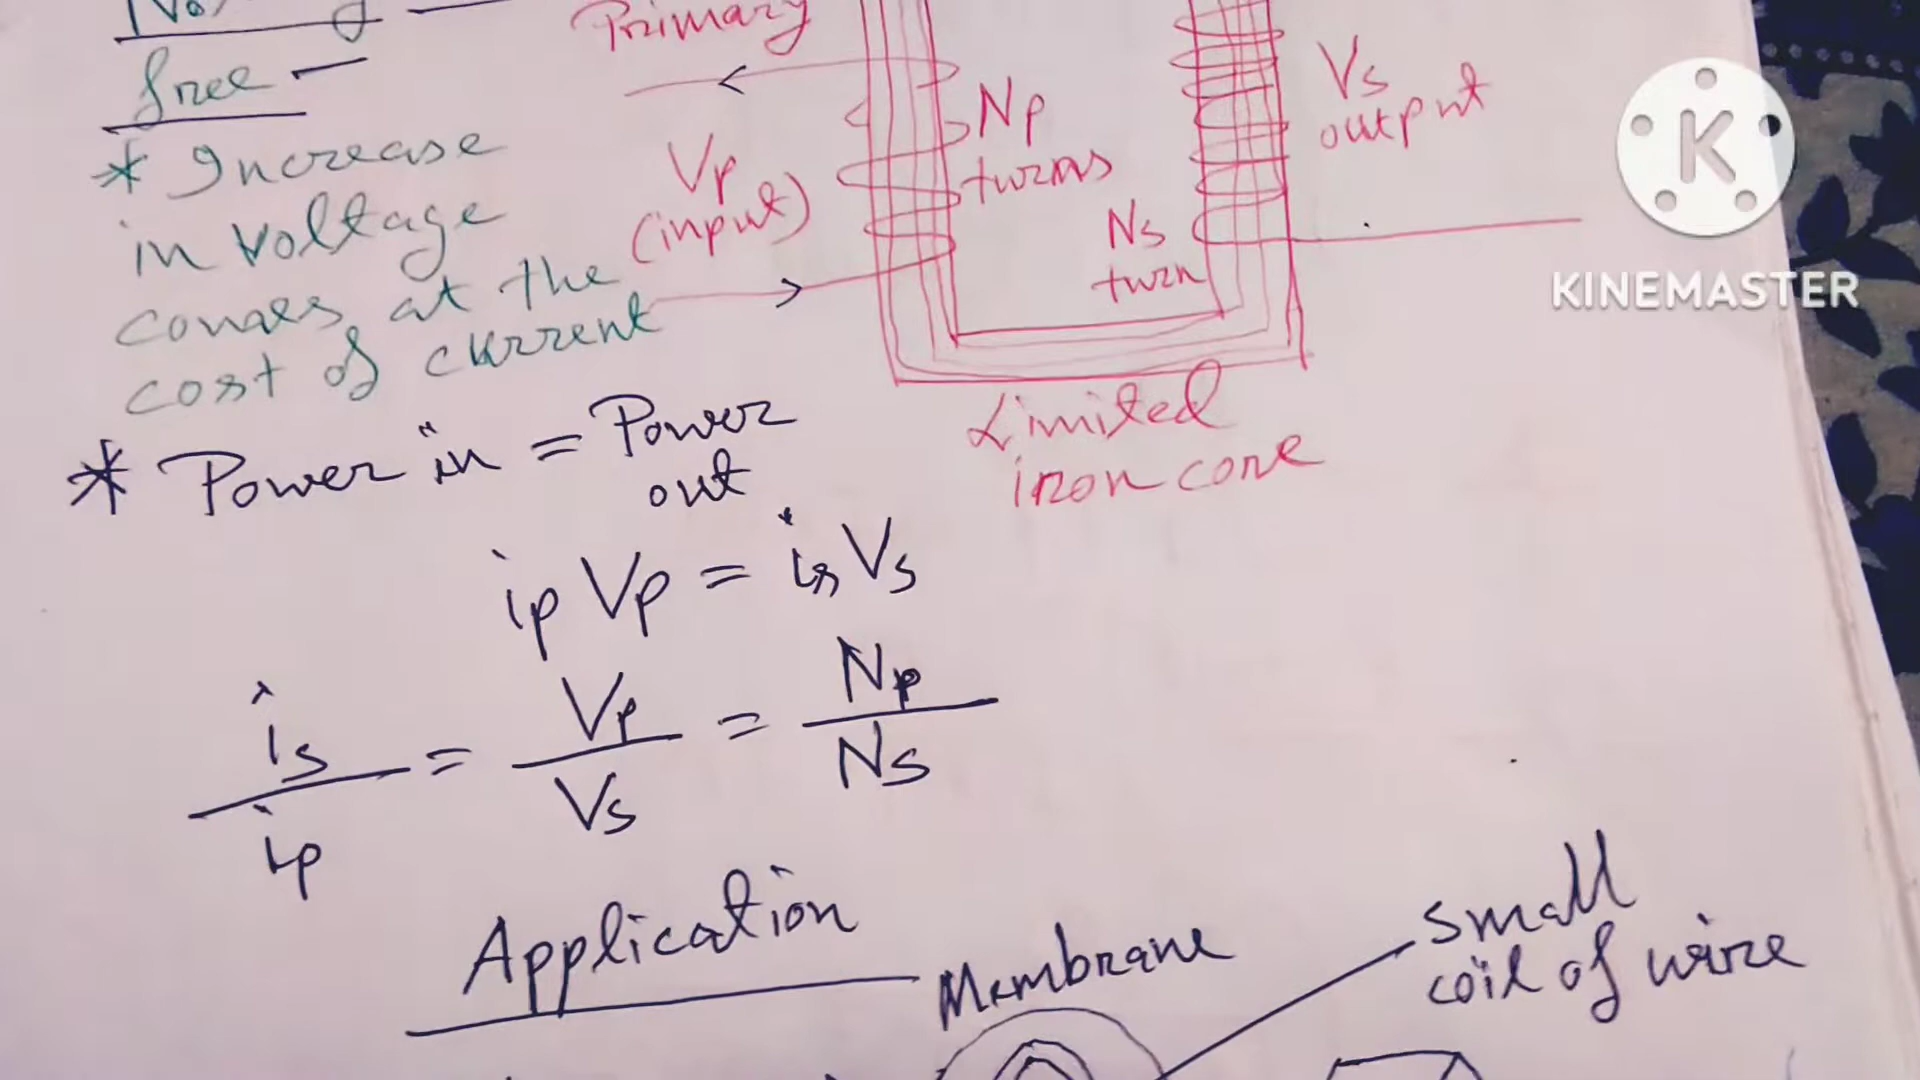 free —
Primary
* Increase
in Voltage
comes at the
cost of current
Vp
(input)
Np
turns
Ns
turn
Vs
output
Limited
iron core
* Power in = Power
out
ip Vp = is Vs
is/ip = Vp/Vs = Np/Ns
Application
Membrane
small
coil of wire
K
KINEMASTER